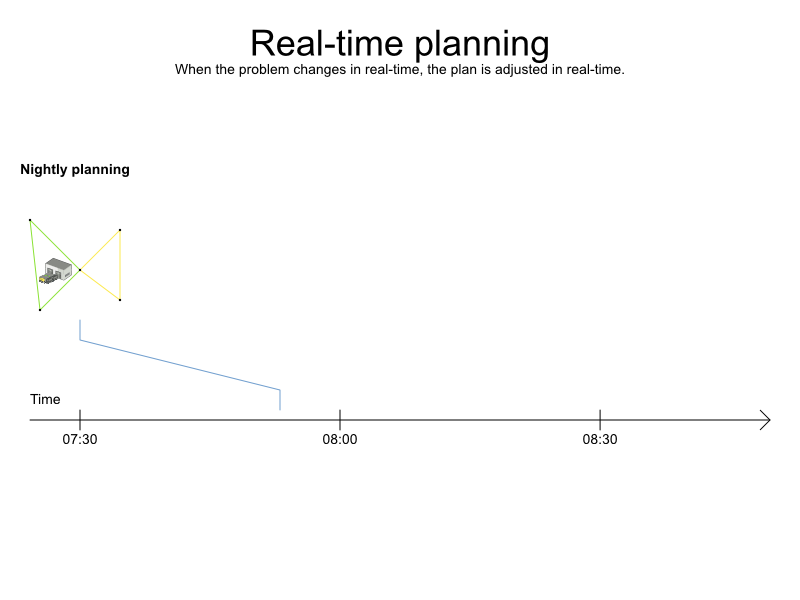 Real-time planning
When the problem changes in real-time, the plan is adjusted in real-time.
Nightly planning
Time
07:30
08:00
08:30